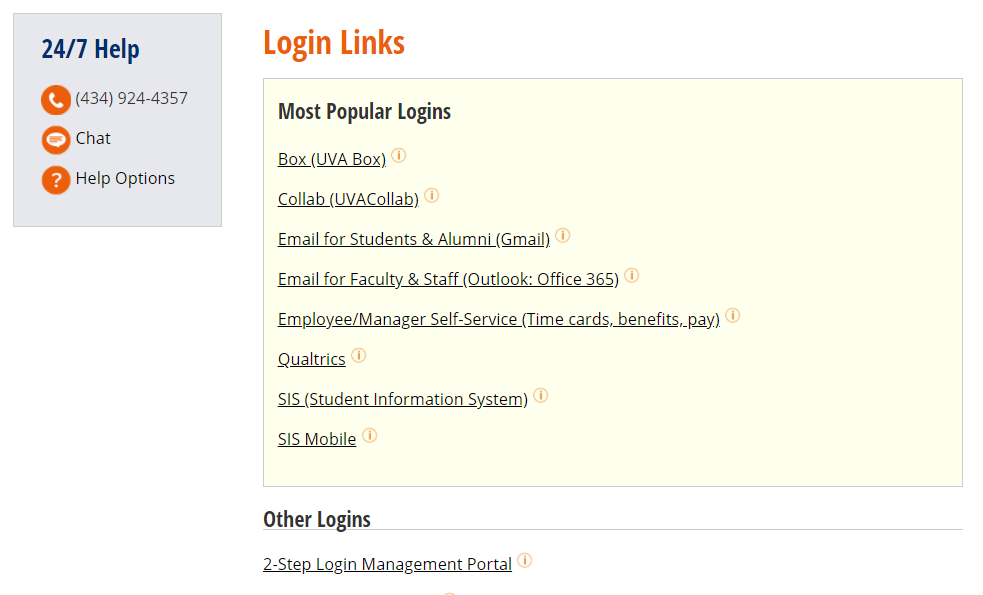 24/7 Help
(434) 924-4357
Chat
Help Options
Login Links
Most Popular Logins
Box (UVA Box)
Collab (UVACollab)
Email for Students & Alumni (Gmail)
Email for Faculty & Staff (Outlook: Office 365)
Employee/Manager Self-Service (Time cards, benefits, pay)
Qualtrics
SIS (Student Information System)
SIS Mobile
Other Logins
2-Step Login Management Portal